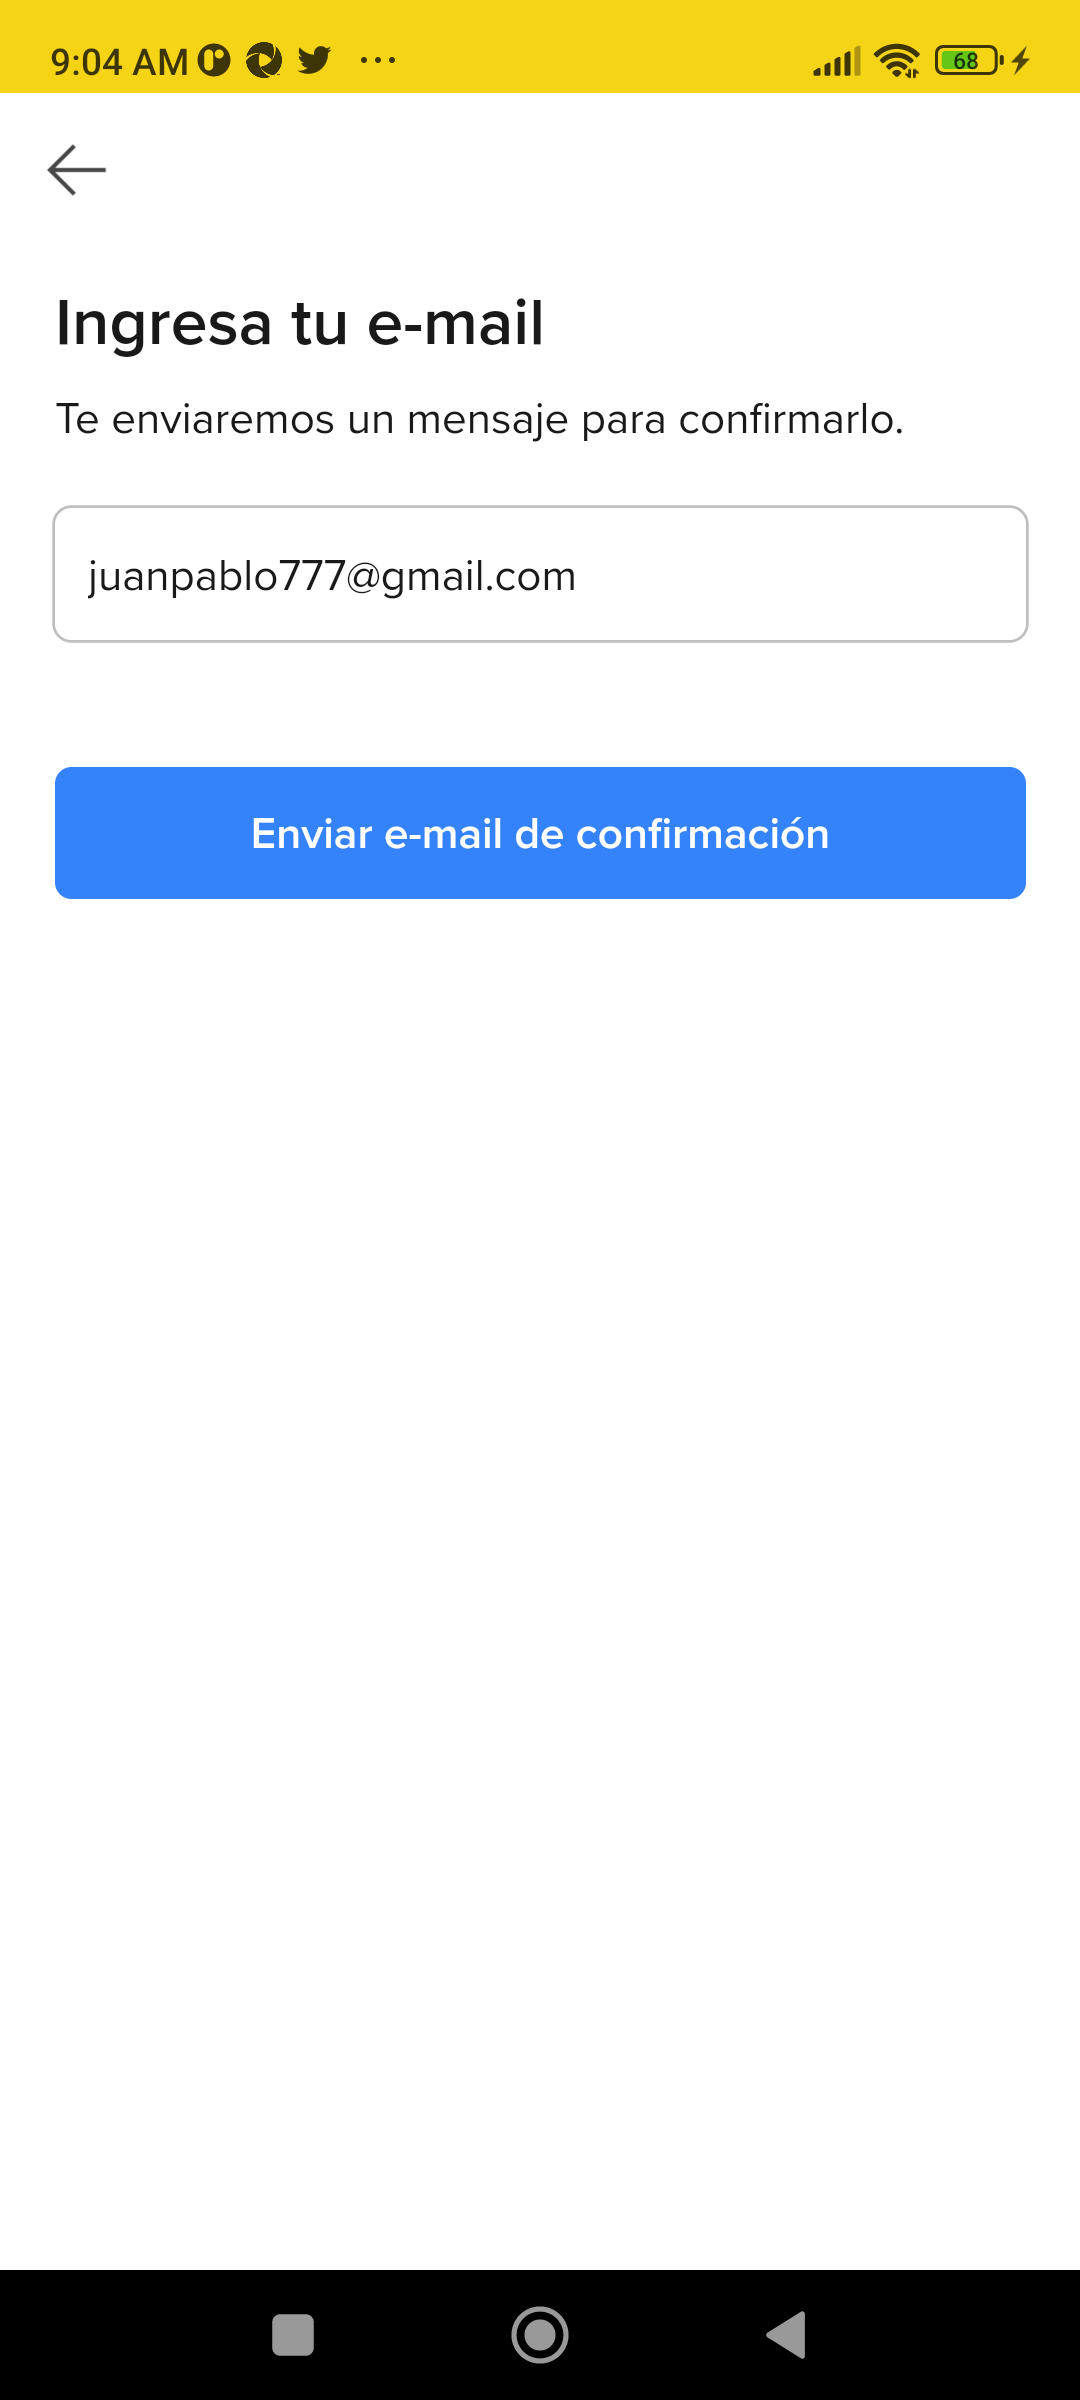 9:04 AM
68
Ingresa tu e-mail
Te enviaremos un mensaje para confirmarlo.
juanpablo777@gmail.com
Enviar e-mail de confirmación